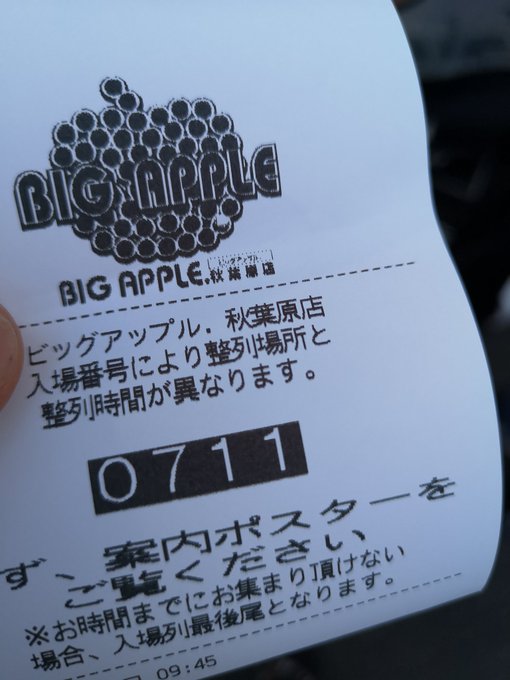 BIG APPLE
BIG APPLE. 秋葉原店
ビッグアップル. 秋葉原店
入場番号により整列場所と
整列時間が異なります。
0711
ず、案内ポスターを
ご覧ください
※お時間までにお集まり頂けない
場合、入場列最後尾となります。
09:45